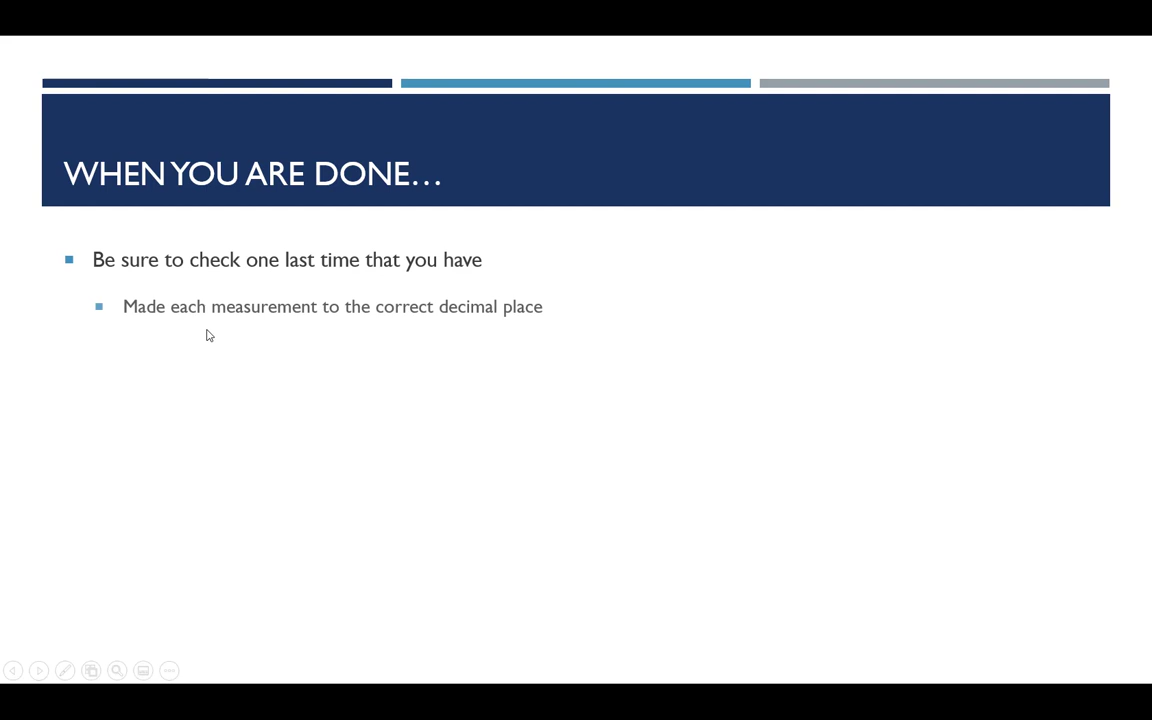 WHEN YOU ARE DONE…
Be sure to check one last time that you have
Made each measurement to the correct decimal place